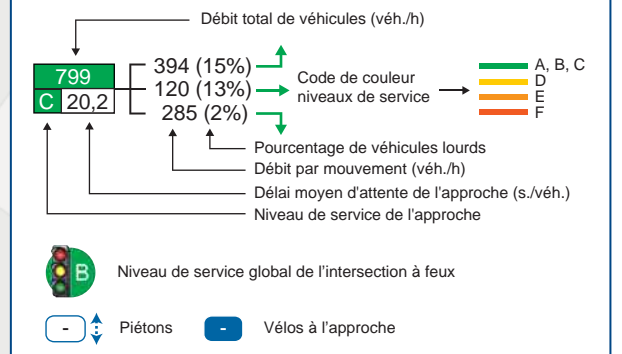 Débit total de véhicules (véh./h)
799
C 20,2
394 (15%)
120 (13%)
285 (2%)
Code de couleur
niveaux de service
A, B, C
D
E
F
Pourcentage de véhicules lourds
Débit par mouvement (véh./h)
Délai moyen d'attente de l'approche (s./véh.)
Niveau de service de l'approche
B
Niveau de service global de l'intersection à feux
- Piétons
- Vélos à l'approche